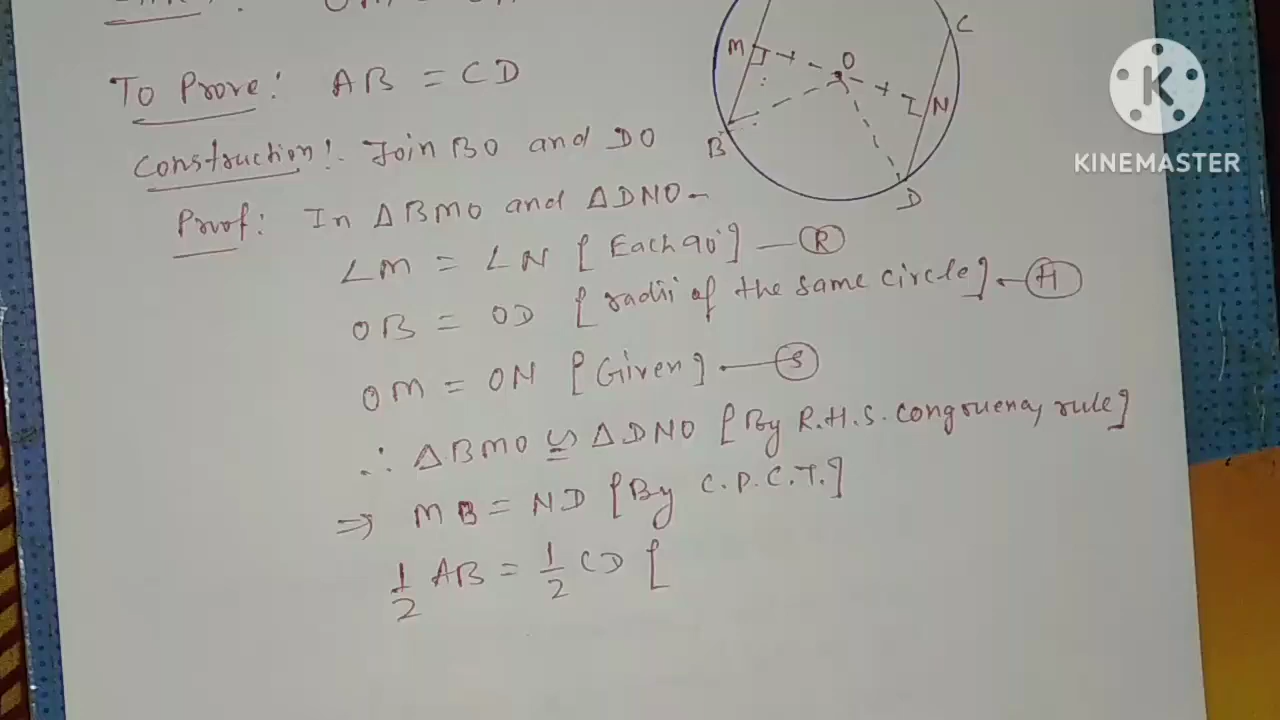 To Prove: AB = CD
Construction: Join BO and DO
Proof: In ΔBMO and ΔDNO-
∠M = ∠N [Each 90°] — R
OB = OD [radii of the same circle] — H
OM = ON [Given] — S
∴ ΔBMO ≅ ΔDNO [By R.H.S. congruency rule]
⇒ MB = ND [By C.P.C.T.]
1/2 AB = 1/2 CD [
C
M
O
N
B
D
K
KINEMASTER